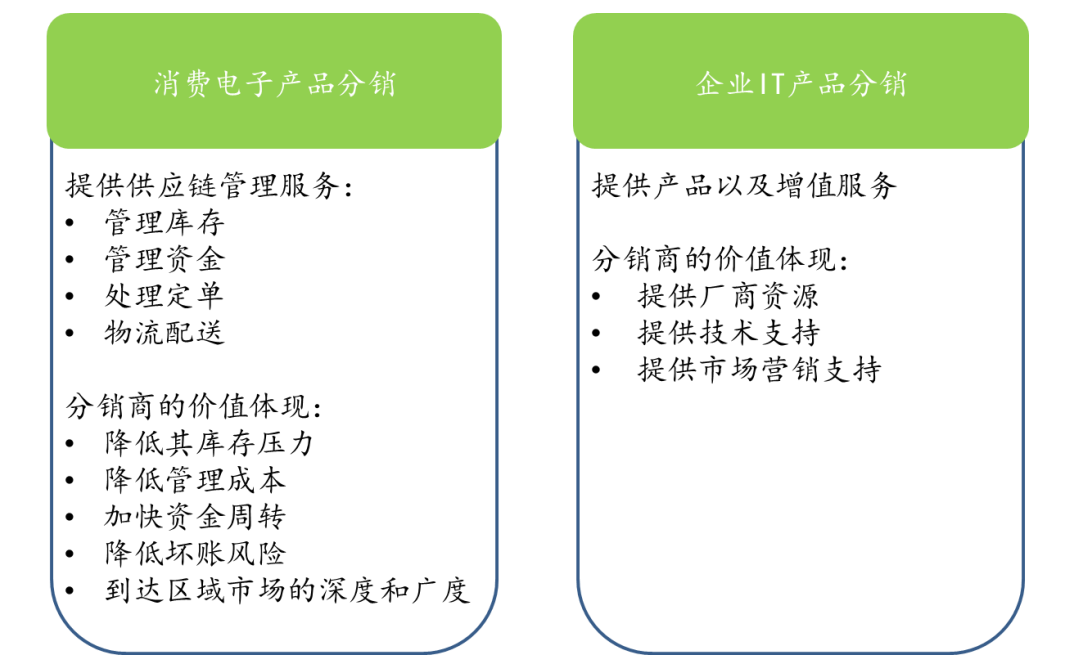 消费电子产品分销
提供供应链管理服务：
• 管理库存
• 管理资金
• 处理定单
• 物流配送
分销商的价值体现：
• 降低其库存压力
• 降低管理成本
• 加快资金周转
• 降低坏账风险
• 到达区域市场的深度和广度
企业IT产品分销
提供产品以及增值服务
分销商的价值体现：
• 提供厂商资源
• 提供技术支持
• 提供市场营销支持